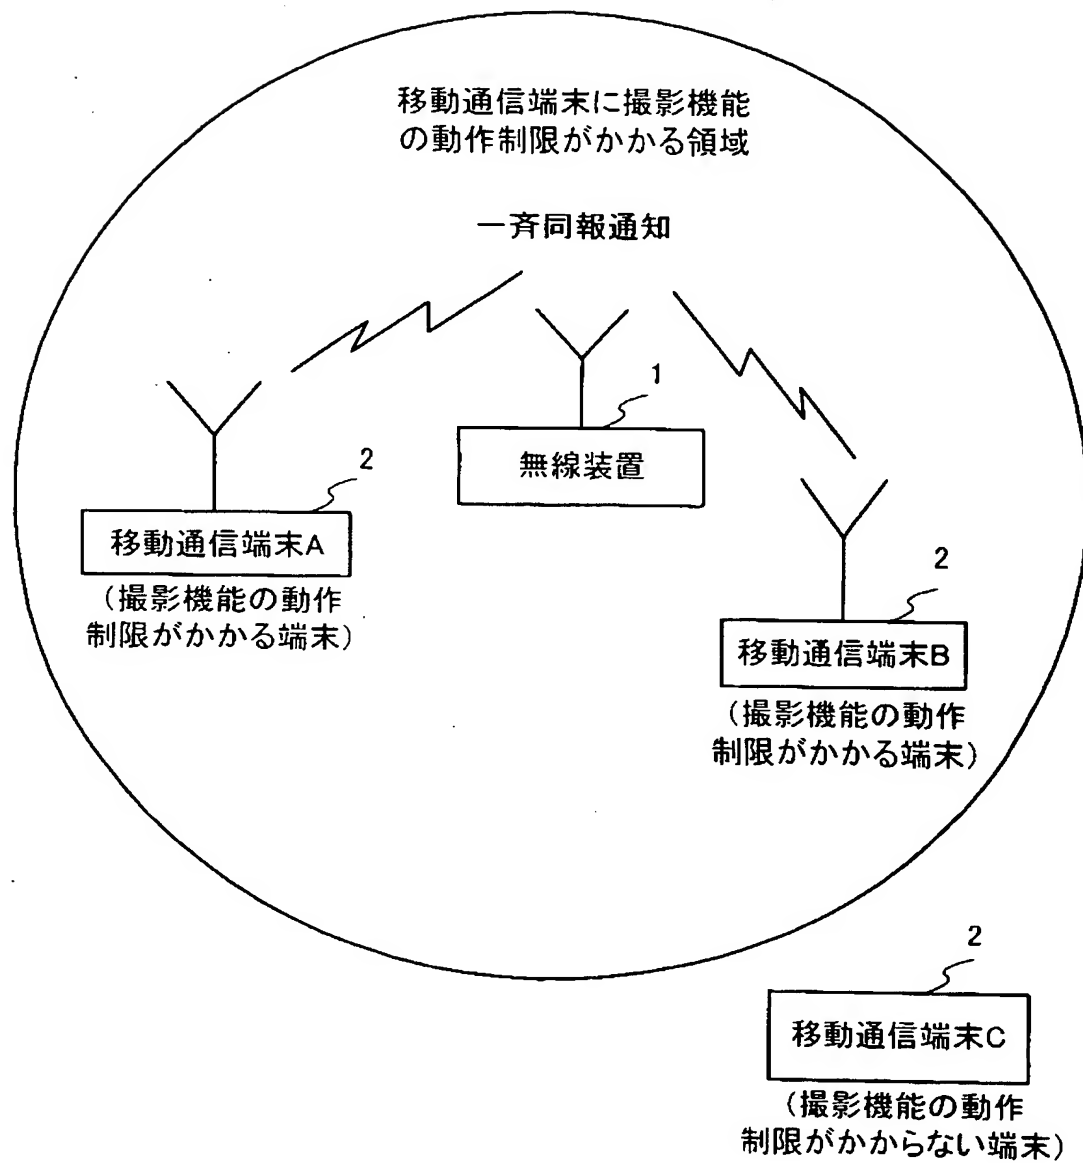 移動通信端末に撮影機能
の動作制限がかかる領域
一斉同報通知
1
無線装置
2
移動通信端末A
（撮影機能の動作
制限がかかる端末）
2
移動通信端末B
（撮影機能の動作
制限がかかる端末）
2
移動通信端末C
（撮影機能の動作
制限がかからない端末）